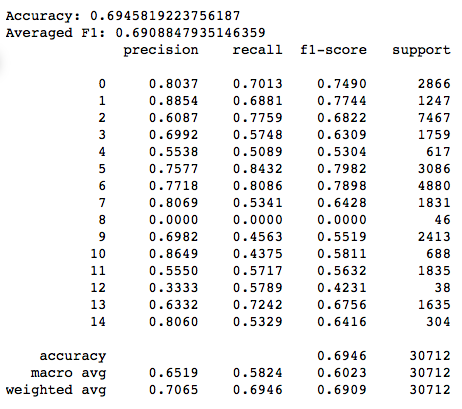 Accuracy: 0.6945819223756187
Averaged F1: 0.6908847935146359
precision recall f1-score support
0 0.8037 0.7013 0.7490 2866
1 0.8854 0.6881 0.7744 1247
2 0.6087 0.7759 0.6822 7467
3 0.6992 0.5748 0.6309 1759
4 0.5538 0.5089 0.5304 617
5 0.7577 0.8432 0.7982 3086
6 0.7718 0.8086 0.7898 4880
7 0.8069 0.5341 0.6428 1831
8 0.0000 0.0000 0.0000 46
9 0.6982 0.4563 0.5519 2413
10 0.8649 0.4375 0.5811 688
11 0.5550 0.5717 0.5632 1835
12 0.3333 0.5789 0.4231 38
13 0.6332 0.7242 0.6756 1635
14 0.8060 0.5329 0.6416 304
accuracy 0.6946 30712
macro avg 0.6519 0.5824 0.6023 30712
weighted avg 0.7065 0.6946 0.6909 30712